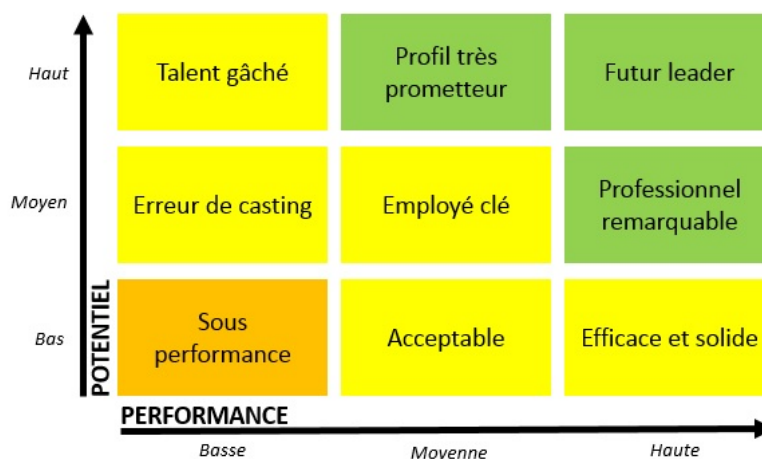 Haut
Talent gâché
Profil très
prometteur
Futur leader
Moyen
Erreur de casting
Employé clé
Professionnel
remarquable
Bas
POTENTIEL
Sous
performance
Acceptable
Efficace et solide
PERFORMANCE
Basse
Moyenne
Haute